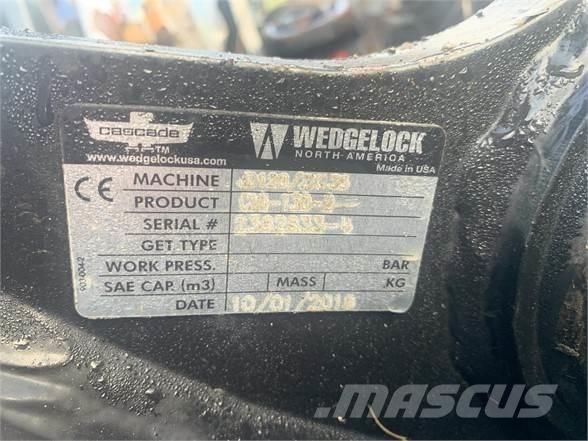 cascade TM
www.wedgelockusa.com
WEDGELOCK
NORTH AMERICA
Made in USA
CE
MACHINE
PRODUCT
SERIAL #
GET TYPE
WORK PRESS. BAR
SAE CAP. (m3) MASS KG
DATE 10/01/2018
MASCUS